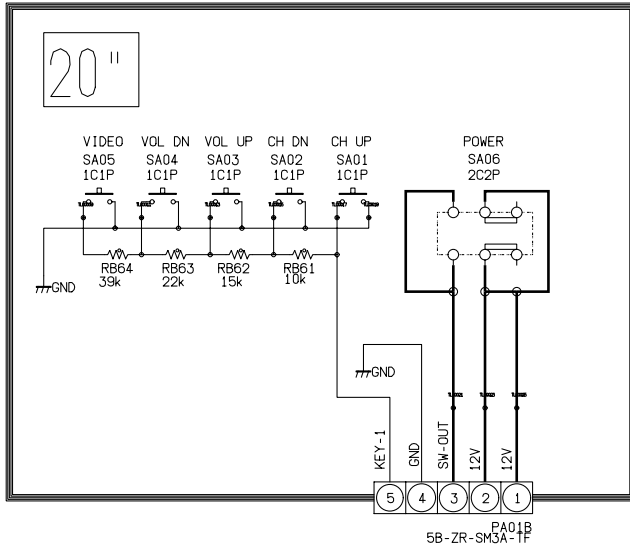 20"
VIDEO VOL DN VOL UP CH DN CH UP POWER
SA05 SA04 SA03 SA02 SA01 SA06
1C1P 1C1P 1C1P 1C1P 1C1P 2C2P
RB64 RB63 RB62 RB61
39k 22k 15k 10k
GND
GND
KEY-1 GND SW-OUT 12V 12V
5 4 3 2 1
PA01B
5B-ZR-SM3A-TF